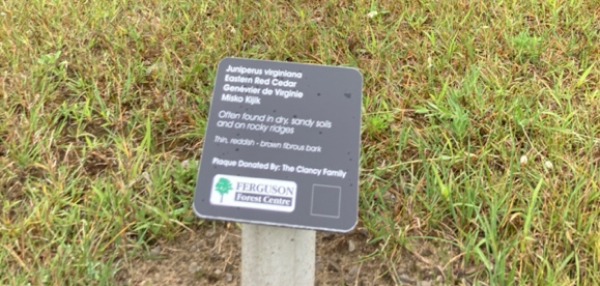 Juniperus virginiana
Eastern Red Cedar
Genévrier de Virginie
Misko Kijik
Often found in dry, sandy soils
and on rocky ridges
Thin, reddish - brown fibrous bark
Plaque Donated By: The Clancy Family
FERGUSON
Forest Centre